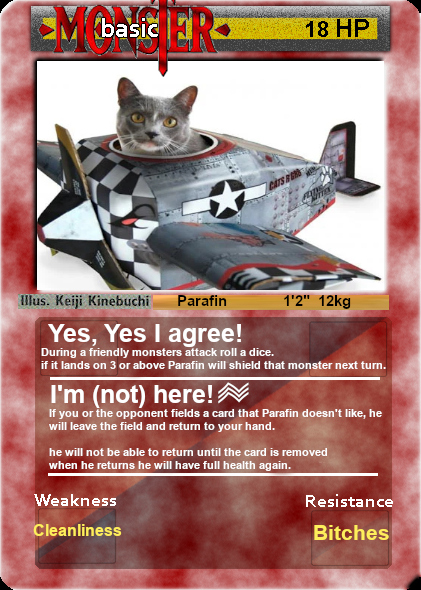 MONSTER
basic
18 HP
CATS R US
FLYING
KITTEN
Illus. Keiji Kinebuchi
Parafin 1'2" 12kg
Yes, Yes I agree!
During a friendly monsters attack roll a dice.
if it lands on 3 or above Parafin will shield that monster next turn.
I'm (not) here!
If you or the opponent fields a card that Parafin doesn't like, he
will leave the field and return to your hand.
he will not be able to return until the card is removed
when he returns he will have full health again.
Weakness Resistance
Cleanliness Bitches